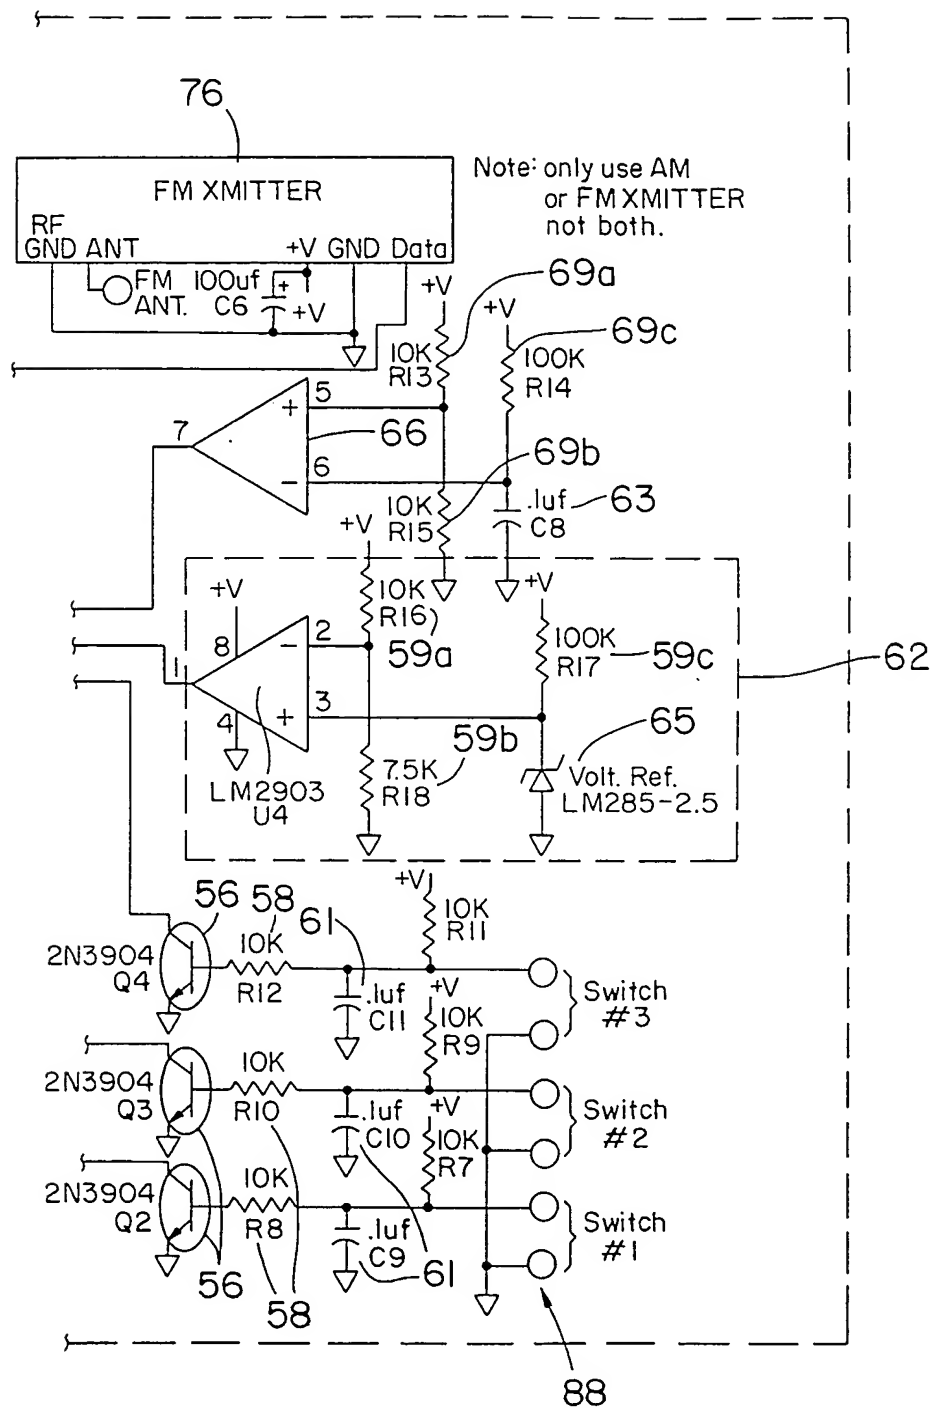 76
FM XMITTER
RF
GND ANT +V GND Data
Note: only use AM
or FM XMITTER
not both.
FM
ANT.
100uf
C6
+
+V
+V
69a
+V
69c
10K
R13
100K
R14
5
+
66
7
6
-
69b
10K
R15
.1uf
C8
63
+V
+V
10K
R16
59a
+V
8
2
-
1
100K
R17
59c
62
3
+
4
59b
65
LM2903
U4
7.5K
R18
Volt. Ref.
LM285-2.5
+V
56
58
61
10K
R11
2N3904
Q4
10K
R12
.1uf
C11
+V
Switch
#3
10K
R9
2N3904
Q3
10K
R10
.1uf
C10
+V
Switch
#2
10K
R7
2N3904
Q2
10K
R8
.1uf
C9
Switch
#1
56
58
61
88